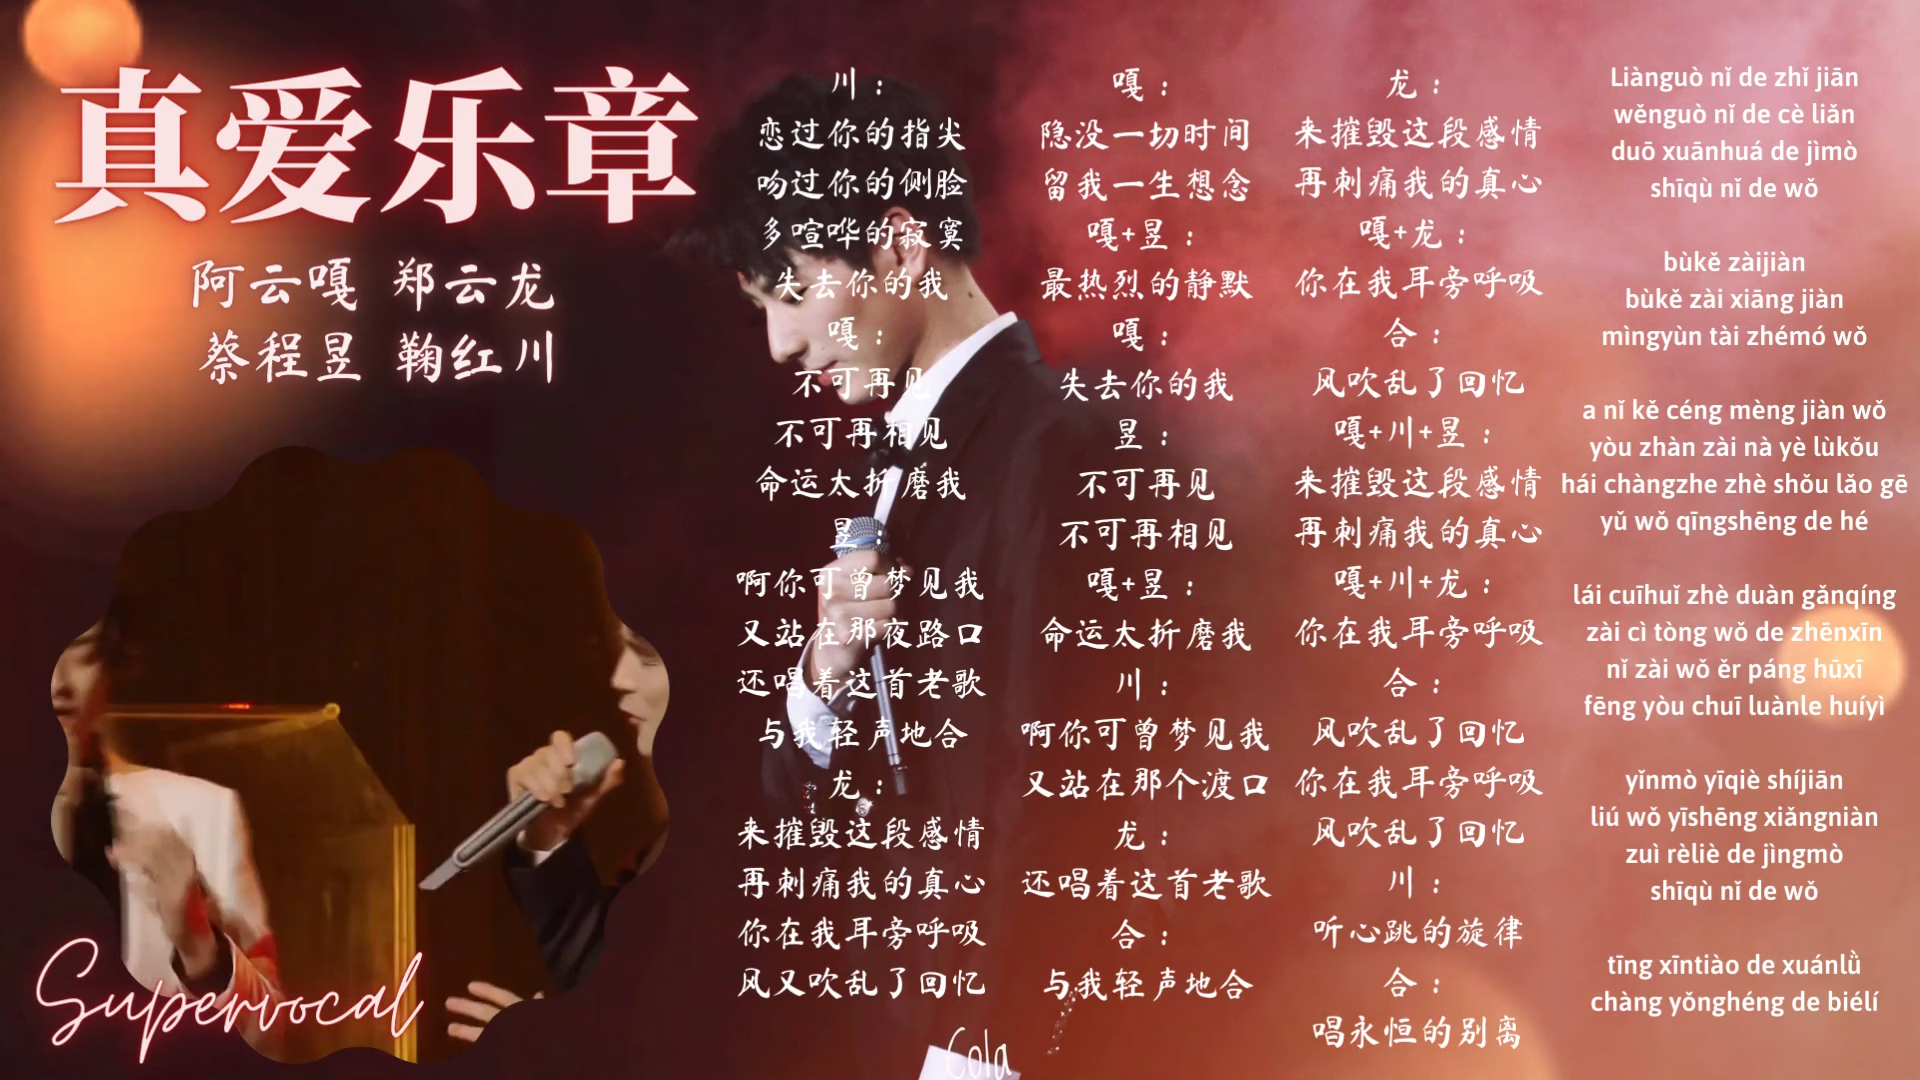 真爱乐章
阿云嘎 郑云龙
蔡程昱 鞠红川
Supervocal
川：
恋过你的指尖
吻过你的侧脸
多喧哗的寂寞
失去你的我
嘎：
不可再见
不可再相见
命运太折磨我
昱：
啊你可曾梦见我
又站在那夜路口
还唱着这首老歌
与我轻声地合
龙：
来摧毁这段感情
再刺痛我的真心
你在我耳旁呼吸
风又吹乱了回忆
嘎：
隐没一切时间
留我一生想念
嘎+昱：
最热烈的静默
嘎：
失去你的我
昱：
不可再见
不可再相见
嘎+昱：
命运太折磨我
川：
啊你可曾梦见我
又站在那个渡口
龙：
还唱着这首老歌
合：
与我轻声地合
Cola
龙：
来摧毁这段感情
再刺痛我的真心
嘎+龙：
你在我耳旁呼吸
合：
风吹乱了回忆
嘎+川+昱：
来摧毁这段感情
再刺痛我的真心
嘎+川+龙：
你在我耳旁呼吸
合：
风吹乱了回忆
你在我耳旁呼吸
风吹乱了回忆
川：
听心跳的旋律
合：
唱永恒的别离
Liànguò nǐ de zhǐ jiān
wěnguò nǐ de cè liǎn
duō xuānhuá de jìmò
shīqù nǐ de wǒ
bùkě zàijiàn
bùkě zài xiāng jiàn
mìngyùn tài zhémó wǒ
a nǐ kě céng mèng jiàn wǒ
yòu zhàn zài nà yè lùkǒu
hái chàngzhe zhè shǒu lǎo gē
yǔ wǒ qīngshēng de hé
lái cuīhuǐ zhè duàn gǎnqíng
zài cì tòng wǒ de zhēnxīn
nǐ zài wǒ ěr páng hūxī
fēng yòu chuī luànle huíyì
yǐnmò yīqiè shíjiān
liú wǒ yīshēng xiǎngniàn
zuì rèliè de jìngmò
shīqù nǐ de wǒ
tīng xīntiào de xuánlǜ
chàng yǒnghéng de biélí